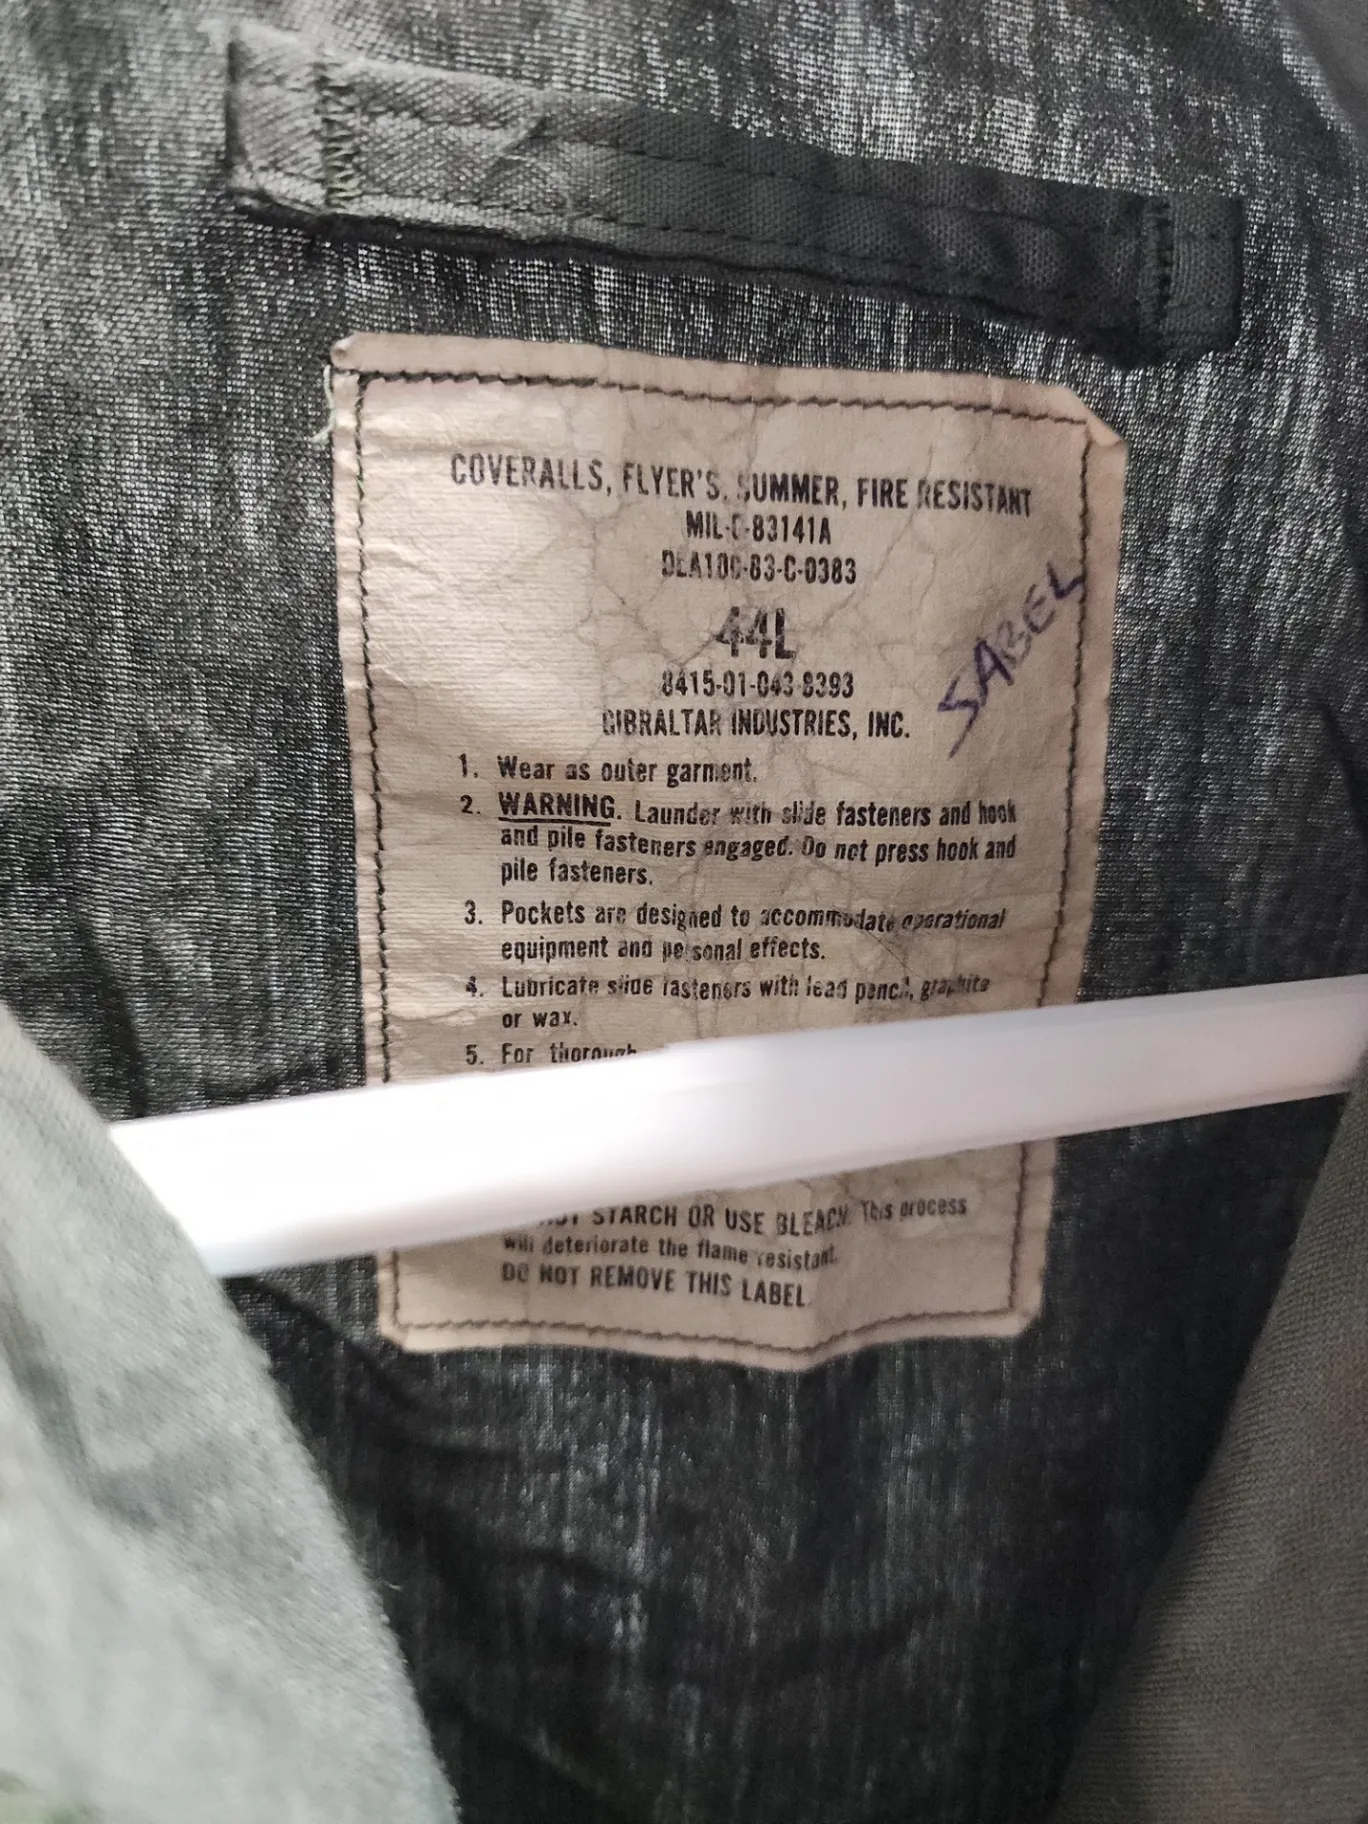 COVERALLS, FLYER'S, SUMMER, FIRE RESISTANT
MIL-C-83141A
DLA100-83-C-0383
44L
8415-01-043-8393
GIBRALTAR INDUSTRIES, INC.
SABEL
1. Wear as outer garment.
2. WARNING. Launder with slide fasteners and hook
and pile fasteners engaged. Do not press hook and
pile fasteners.
3. Pockets are designed to accommodate operational
equipment and personal effects.
4. Lubricate slide fasteners with lead pencil, graphite
or wax.
5. For thorough
NOT STARCH OR USE BLEACH. This process
will deteriorate the flame resistant.
DO NOT REMOVE THIS LABEL